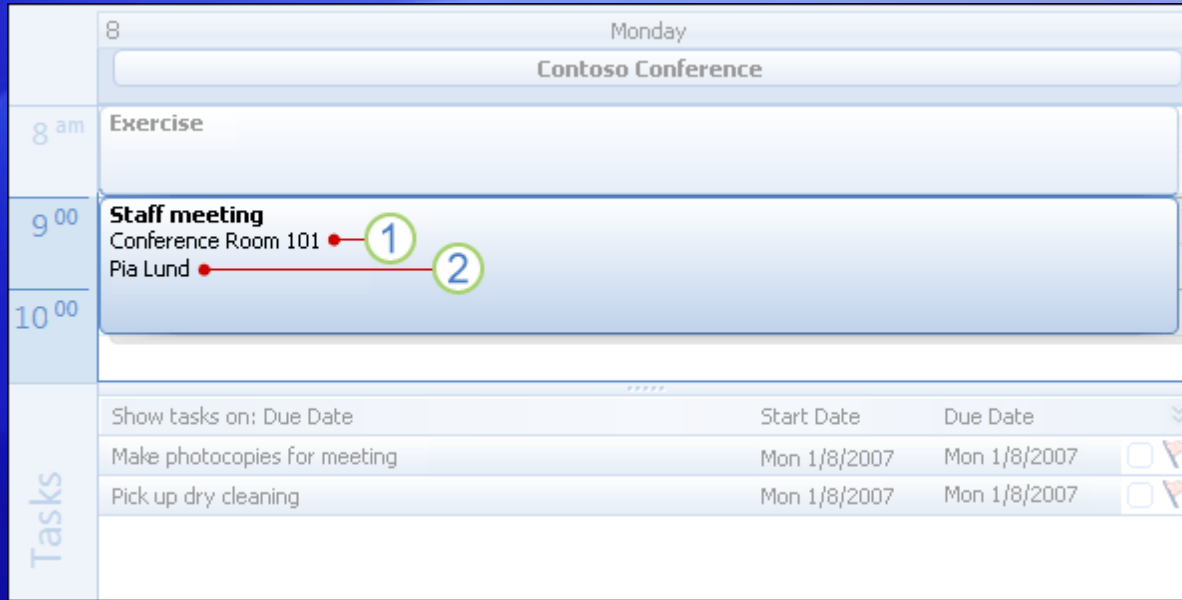 8 Monday
Contoso Conference
8 am Exercise
9 00 Staff meeting
Conference Room 101 1
Pia Lund 2
10 00
Tasks
Show tasks on: Due Date Start Date Due Date
Make photocopies for meeting Mon 1/8/2007 Mon 1/8/2007
Pick up dry cleaning Mon 1/8/2007 Mon 1/8/2007